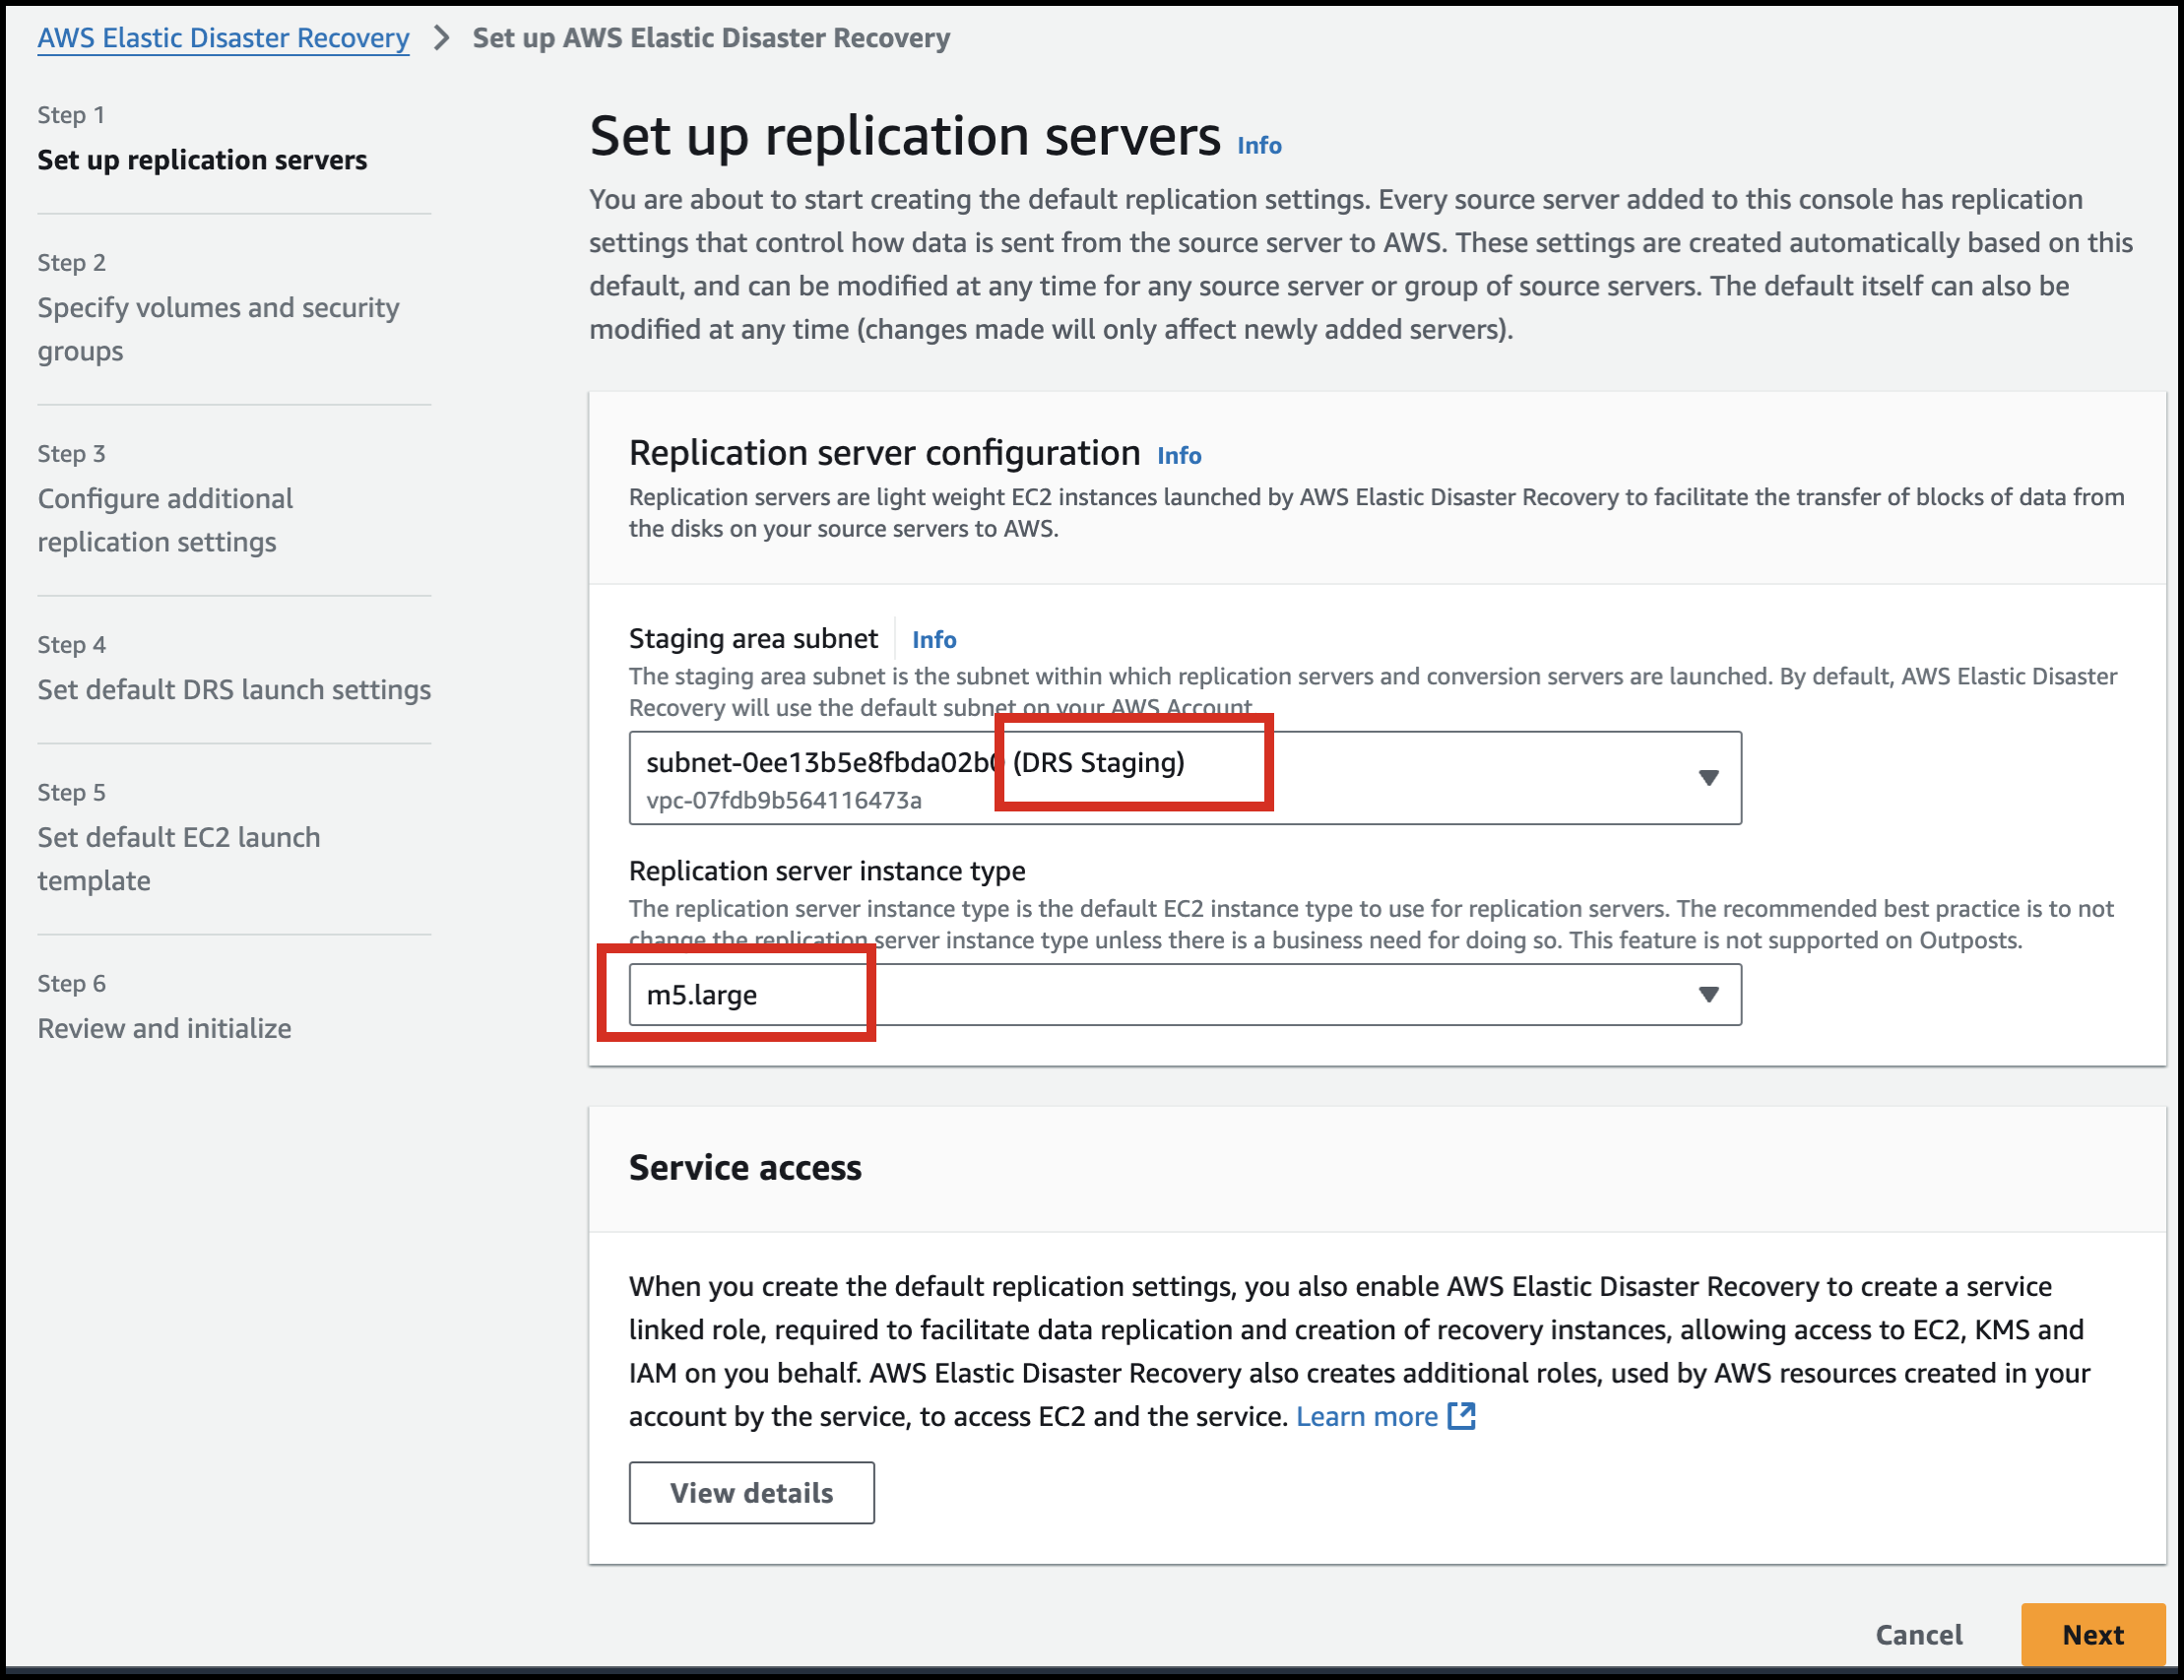 AWS Elastic Disaster Recovery > Set up AWS Elastic Disaster Recovery
Step 1
Set up replication servers
Step 2
Specify volumes and security
groups
Step 3
Configure additional
replication settings
Step 4
Set default DRS launch settings
Step 5
Set default EC2 launch
template
Step 6
Review and initialize
Set up replication servers Info
You are about to start creating the default replication settings. Every source server added to this console has replication
settings that control how data is sent from the source server to AWS. These settings are created automatically based on this
default, and can be modified at any time for any source server or group of source servers. The default itself can also be
modified at any time (changes made will only affect newly added servers).
Replication server configuration Info
Replication servers are light weight EC2 instances launched by AWS Elastic Disaster Recovery to facilitate the transfer of blocks of data from
the disks on your source servers to AWS.
Staging area subnet Info
The staging area subnet is the subnet within which replication servers and conversion servers are launched. By default, AWS Elastic Disaster
Recovery will use the default subnet on your AWS Account.
subnet-0ee13b5e8fbda02b0 (DRS Staging)
vpc-07fdb9b564116473a
Replication server instance type
The replication server instance type is the default EC2 instance type to use for replication servers. The recommended best practice is to not
change the replication server instance type unless there is a business need for doing so. This feature is not supported on Outposts.
m5.large
Service access
When you create the default replication settings, you also enable AWS Elastic Disaster Recovery to create a service
linked role, required to facilitate data replication and creation of recovery instances, allowing access to EC2, KMS and
IAM on you behalf. AWS Elastic Disaster Recovery also creates additional roles, used by AWS resources created in your
account by the service, to access EC2 and the service. Learn more
View details
Cancel
Next